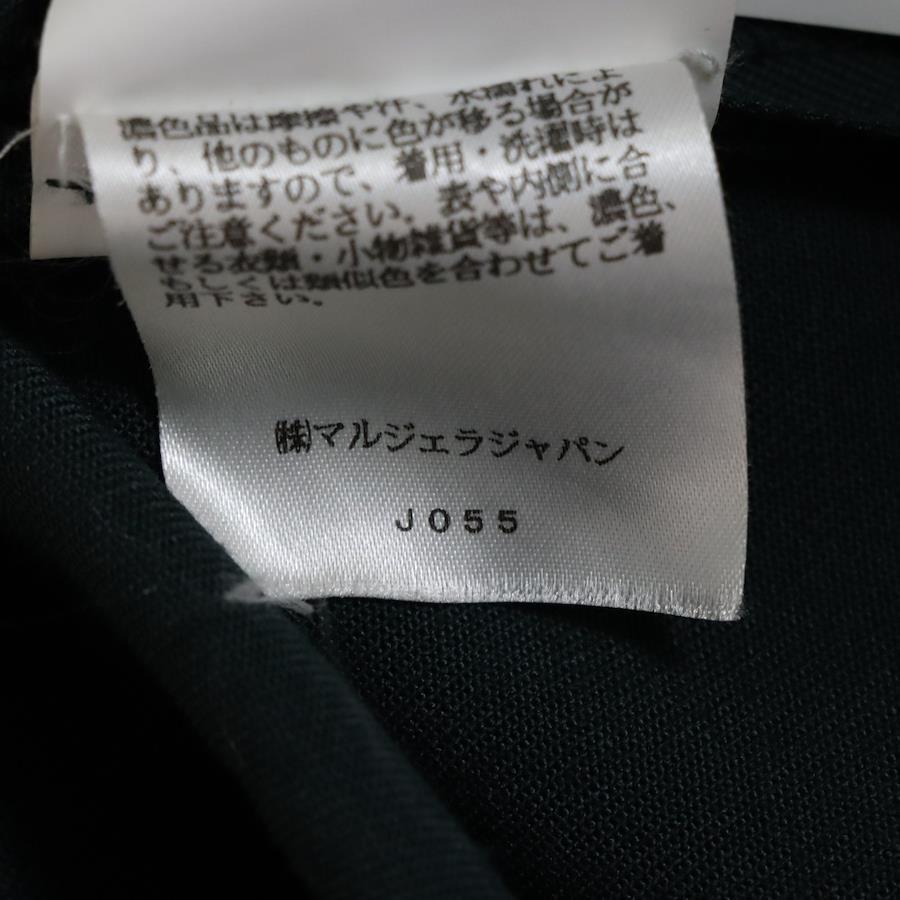 濃色品は摩擦や汗、水濡れによ
り、他のものに色が移る場合が
ありますので、着用・洗濯時は
ご注意ください。表や内側に合
せる衣類・小物雑貨等は、濃色、
もしくは類似色を合わせてご着
用下さい。
㈱マルジェラジャパン
J055